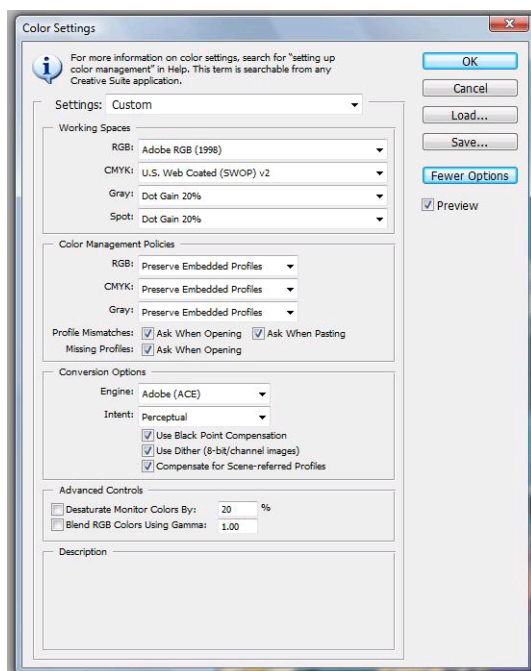 Color Settings
For more information on color settings, search for "setting up
color management" in Help. This term is searchable from any
Creative Suite application.
Settings: Custom
Working Spaces
RGB: Adobe RGB (1998)
CMYK: U.S. Web Coated (SWOP) v2
Gray: Dot Gain 20%
Spot: Dot Gain 20%
Color Management Policies
RGB: Preserve Embedded Profiles
CMYK: Preserve Embedded Profiles
Gray: Preserve Embedded Profiles
Profile Mismatches: Ask When Opening Ask When Pasting
Missing Profiles: Ask When Opening
Conversion Options
Engine: Adobe (ACE)
Intent: Perceptual
Use Black Point Compensation
Use Dither (8-bit/channel images)
Compensate for Scene-referred Profiles
Advanced Controls
Desaturate Monitor Colors By: 20 %
Blend RGB Colors Using Gamma: 1.00
Description
OK
Cancel
Load...
Save...
Fewer Options
Preview